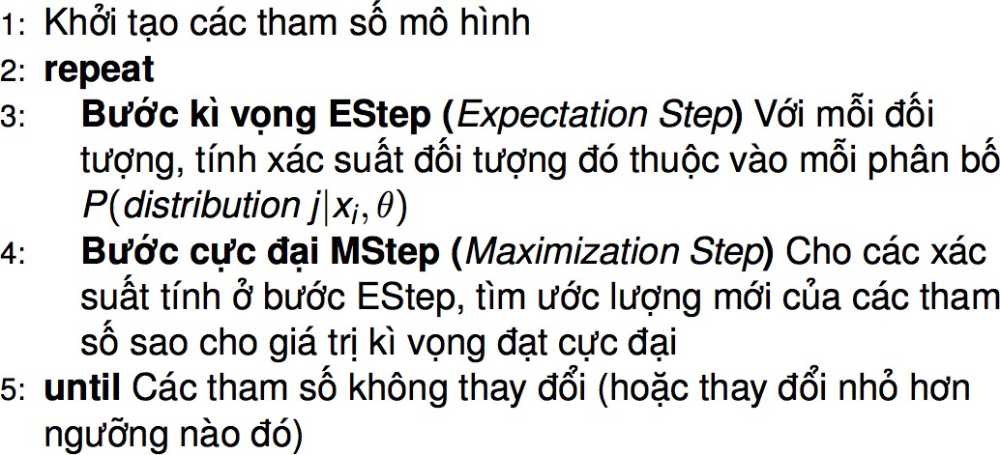 1: Khởi tạo các tham số mô hình
2: repeat
3: Bước kì vọng EStep (Expectation Step) Với mỗi đối
tượng, tính xác suất đối tượng đó thuộc vào mỗi phân bố
P(distribution j|xᵢ, θ)
4: Bước cực đại MStep (Maximization Step) Cho các xác
suất tính ở bước EStep, tìm ước lượng mới của các tham
số sao cho giá trị kì vọng đạt cực đại
5: until Các tham số không thay đổi (hoặc thay đổi nhỏ hơn
ngưỡng nào đó)